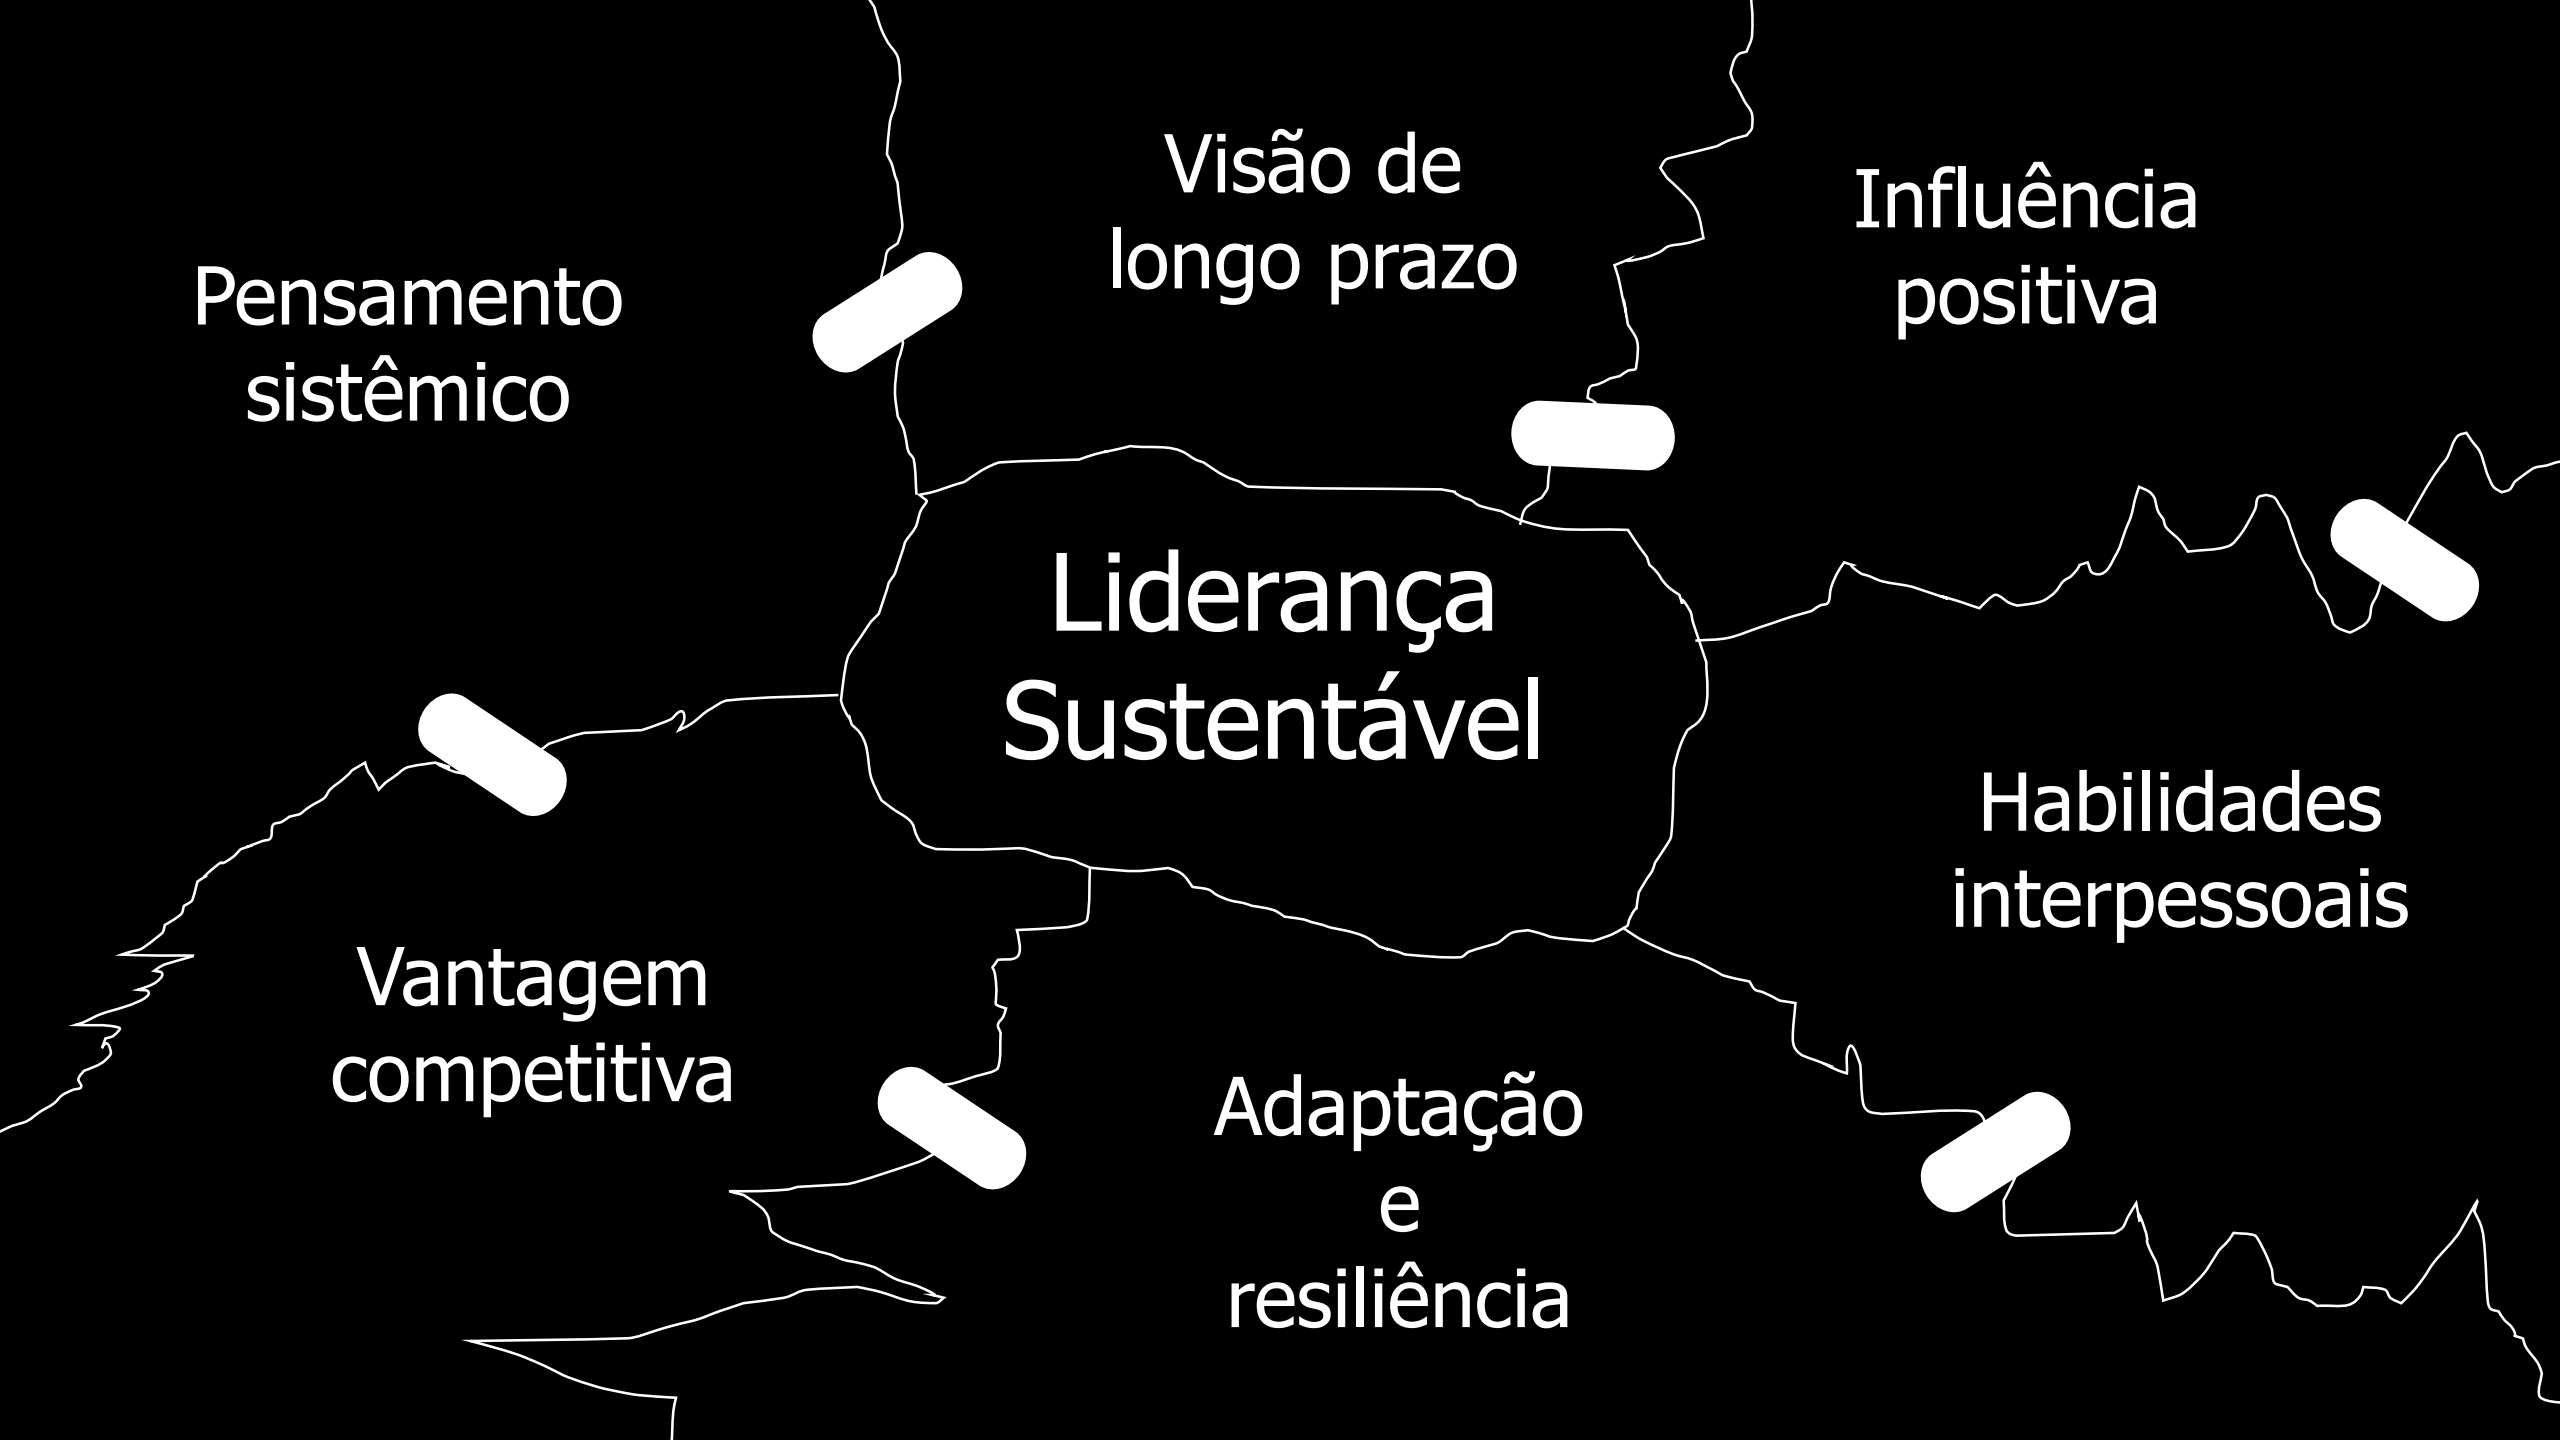 Pensamento
sistêmico
Visão de
longo prazo
Influência
positiva
Liderança
Sustentável
Habilidades
interpessoais
Vantagem
competitiva
Adaptação
e
resiliência